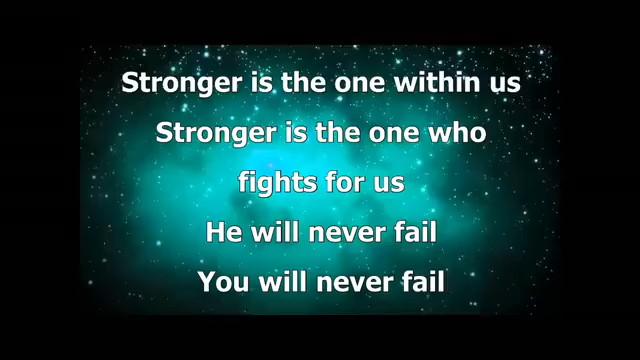 Stronger is the one within us
Stronger is the one who
fights for us
He will never fail
You will never fail